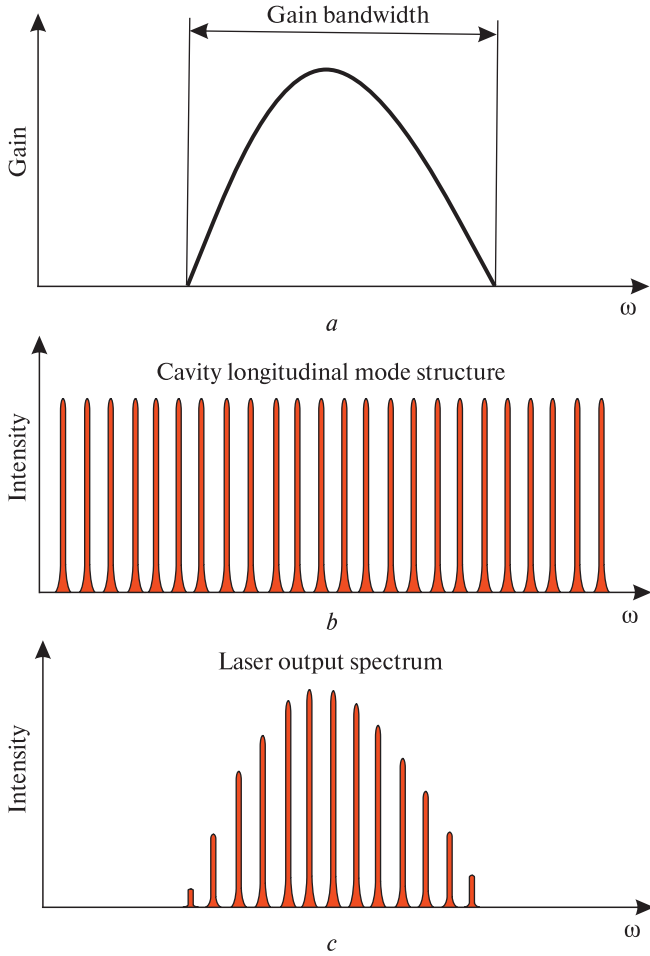 Gain bandwidth
Gain
ω
a
Cavity longitudinal mode structure
Intensity
ω
b
Laser output spectrum
Intensity
ω
c